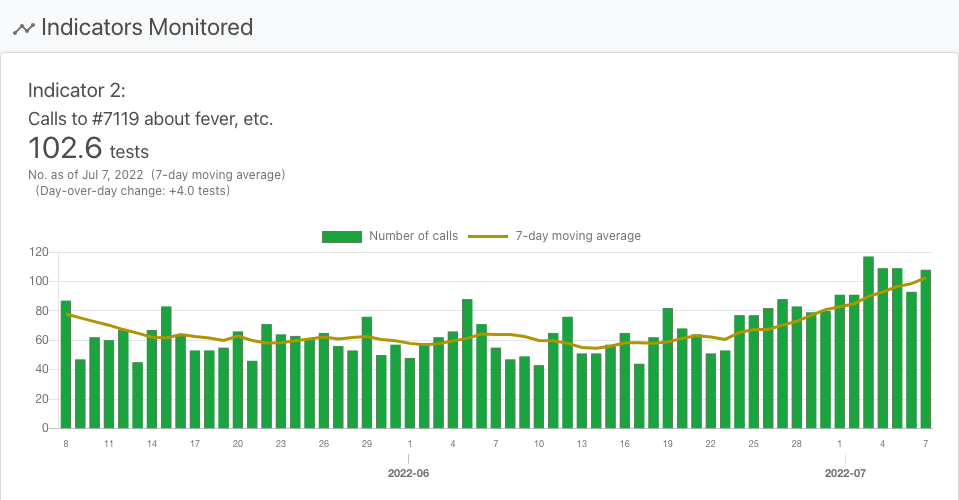 Indicators Monitored
Indicator 2:
Calls to #7119 about fever, etc.
102.6 tests
No. as of Jul 7, 2022 (7-day moving average)
(Day-over-day change: +4.0 tests)
Number of calls 7-day moving average
120
100
80
60
40
20
0
8 11 14 17 20 23 26 29 1 4 7 10 13 16 19 22 25 28 1 4 7
2022-06 2022-07